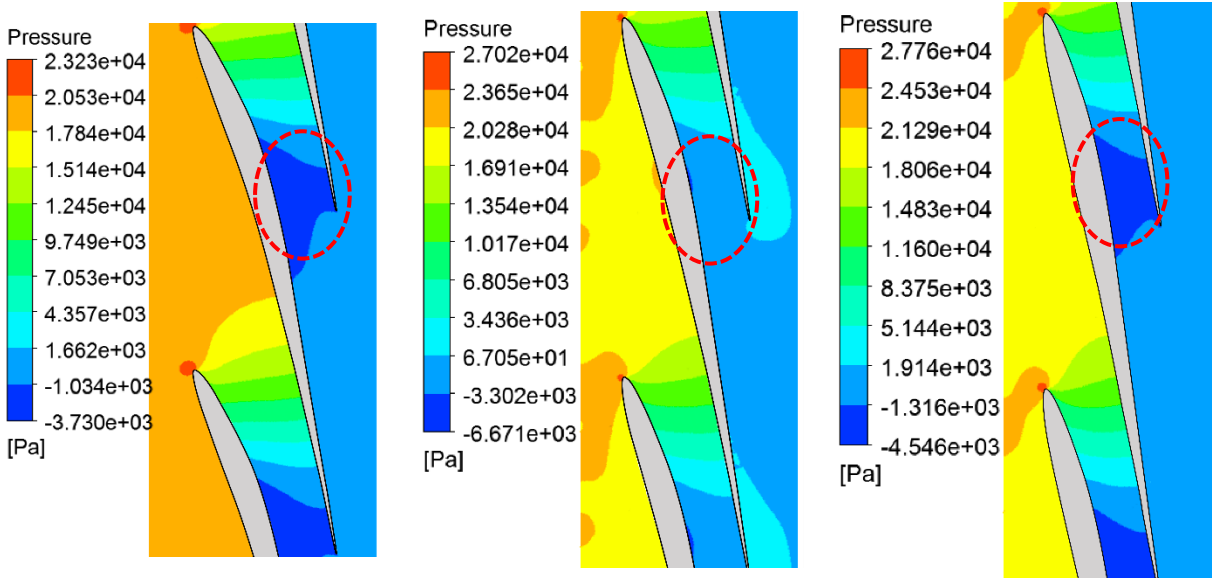 Pressure
2.323e+04
2.053e+04
1.784e+04
1.514e+04
1.245e+04
9.749e+03
7.053e+03
4.357e+03
1.662e+03
-1.034e+03
-3.730e+03
[Pa]
Pressure
2.702e+04
2.365e+04
2.028e+04
1.691e+04
1.354e+04
1.017e+04
6.805e+03
3.436e+03
6.705e+01
-3.302e+03
-6.671e+03
[Pa]
Pressure
2.776e+04
2.453e+04
2.129e+04
1.806e+04
1.483e+04
1.160e+04
8.375e+03
5.144e+03
1.914e+03
-1.316e+03
-4.546e+03
[Pa]